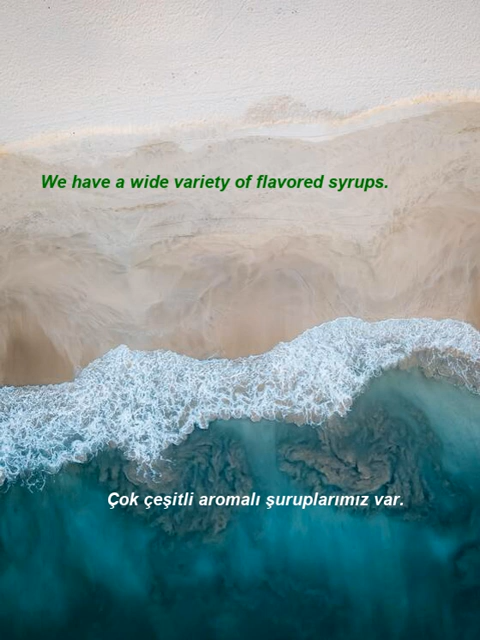 We have a wide variety of flavored syrups.
Çok çeşitli aromalı şuruplarımız var.